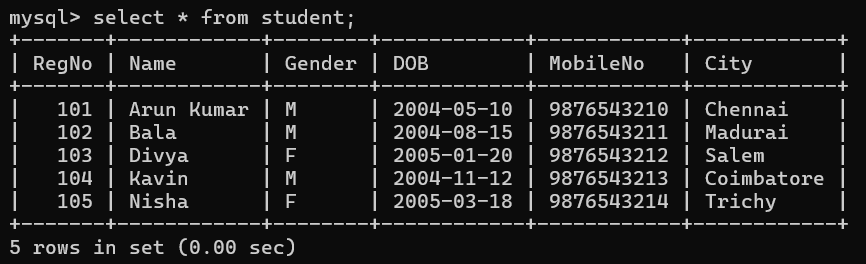 mysql> select * from student;
+-------+------------+--------+------------+------------+------------+
| RegNo | Name       | Gender | DOB        | MobileNo   | City       |
+-------+------------+--------+------------+------------+------------+
|   101 | Arun Kumar | M      | 2004-05-10 | 9876543210 | Chennai    |
|   102 | Bala       | M      | 2004-08-15 | 9876543211 | Madurai    |
|   103 | Divya      | F      | 2005-01-20 | 9876543212 | Salem      |
|   104 | Kavin      | M      | 2004-11-12 | 9876543213 | Coimbatore |
|   105 | Nisha      | F      | 2005-03-18 | 9876543214 | Trichy     |
+-------+------------+--------+------------+------------+------------+
5 rows in set (0.00 sec)